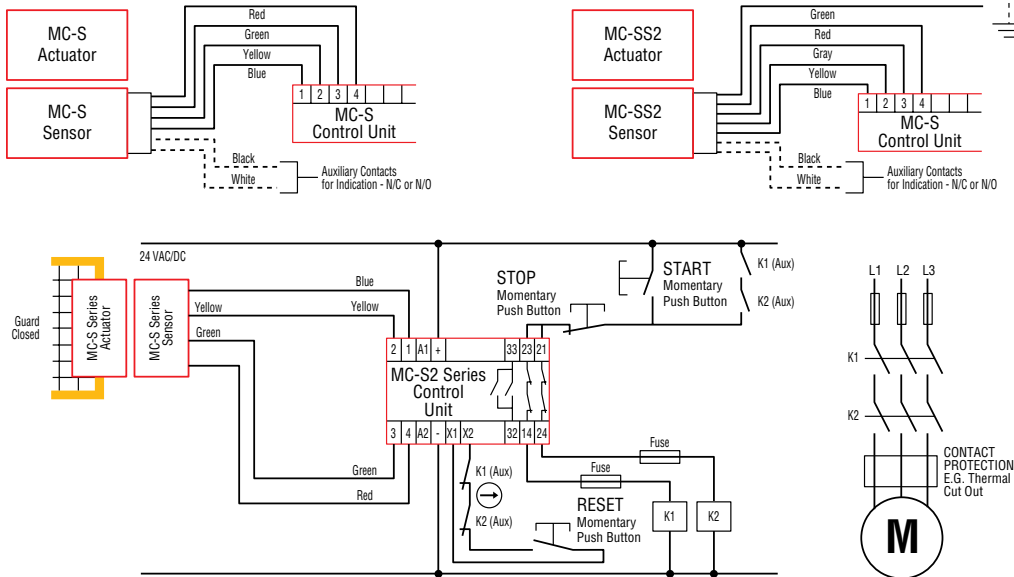 MC-S
Actuator
MC-S
Sensor
Red
Green
Yellow
Blue
1 2 3 4
MC-S
Control Unit
Black
White
Auxiliary Contacts
for Indication - N/C or N/O
MC-SS2
Actuator
MC-SS2
Sensor
Green
Red
Gray
Yellow
Blue
1 2 3 4
MC-S
Control Unit
Black
White
Auxiliary Contacts
for Indication - N/C or N/O
24 VAC/DC
Guard
Closed
MC-S Series
Actuator
MC-S Series
Sensor
Blue
Yellow
Yellow
Green
Green
Red
2 1 A1 + 33 23 21
MC-S2 Series
Control
Unit
3 4 A2 - X1 X2 32 14 24
STOP
Momentary
Push Button
START
Momentary
Push Button
K1 (Aux)
K2 (Aux)
K1 (Aux)
K2 (Aux)
RESET
Momentary
Push Button
Fuse
Fuse
K1
K2
L1 L2 L3
K1
K2
CONTACT
PROTECTION
E.G. Thermal
Cut Out
M